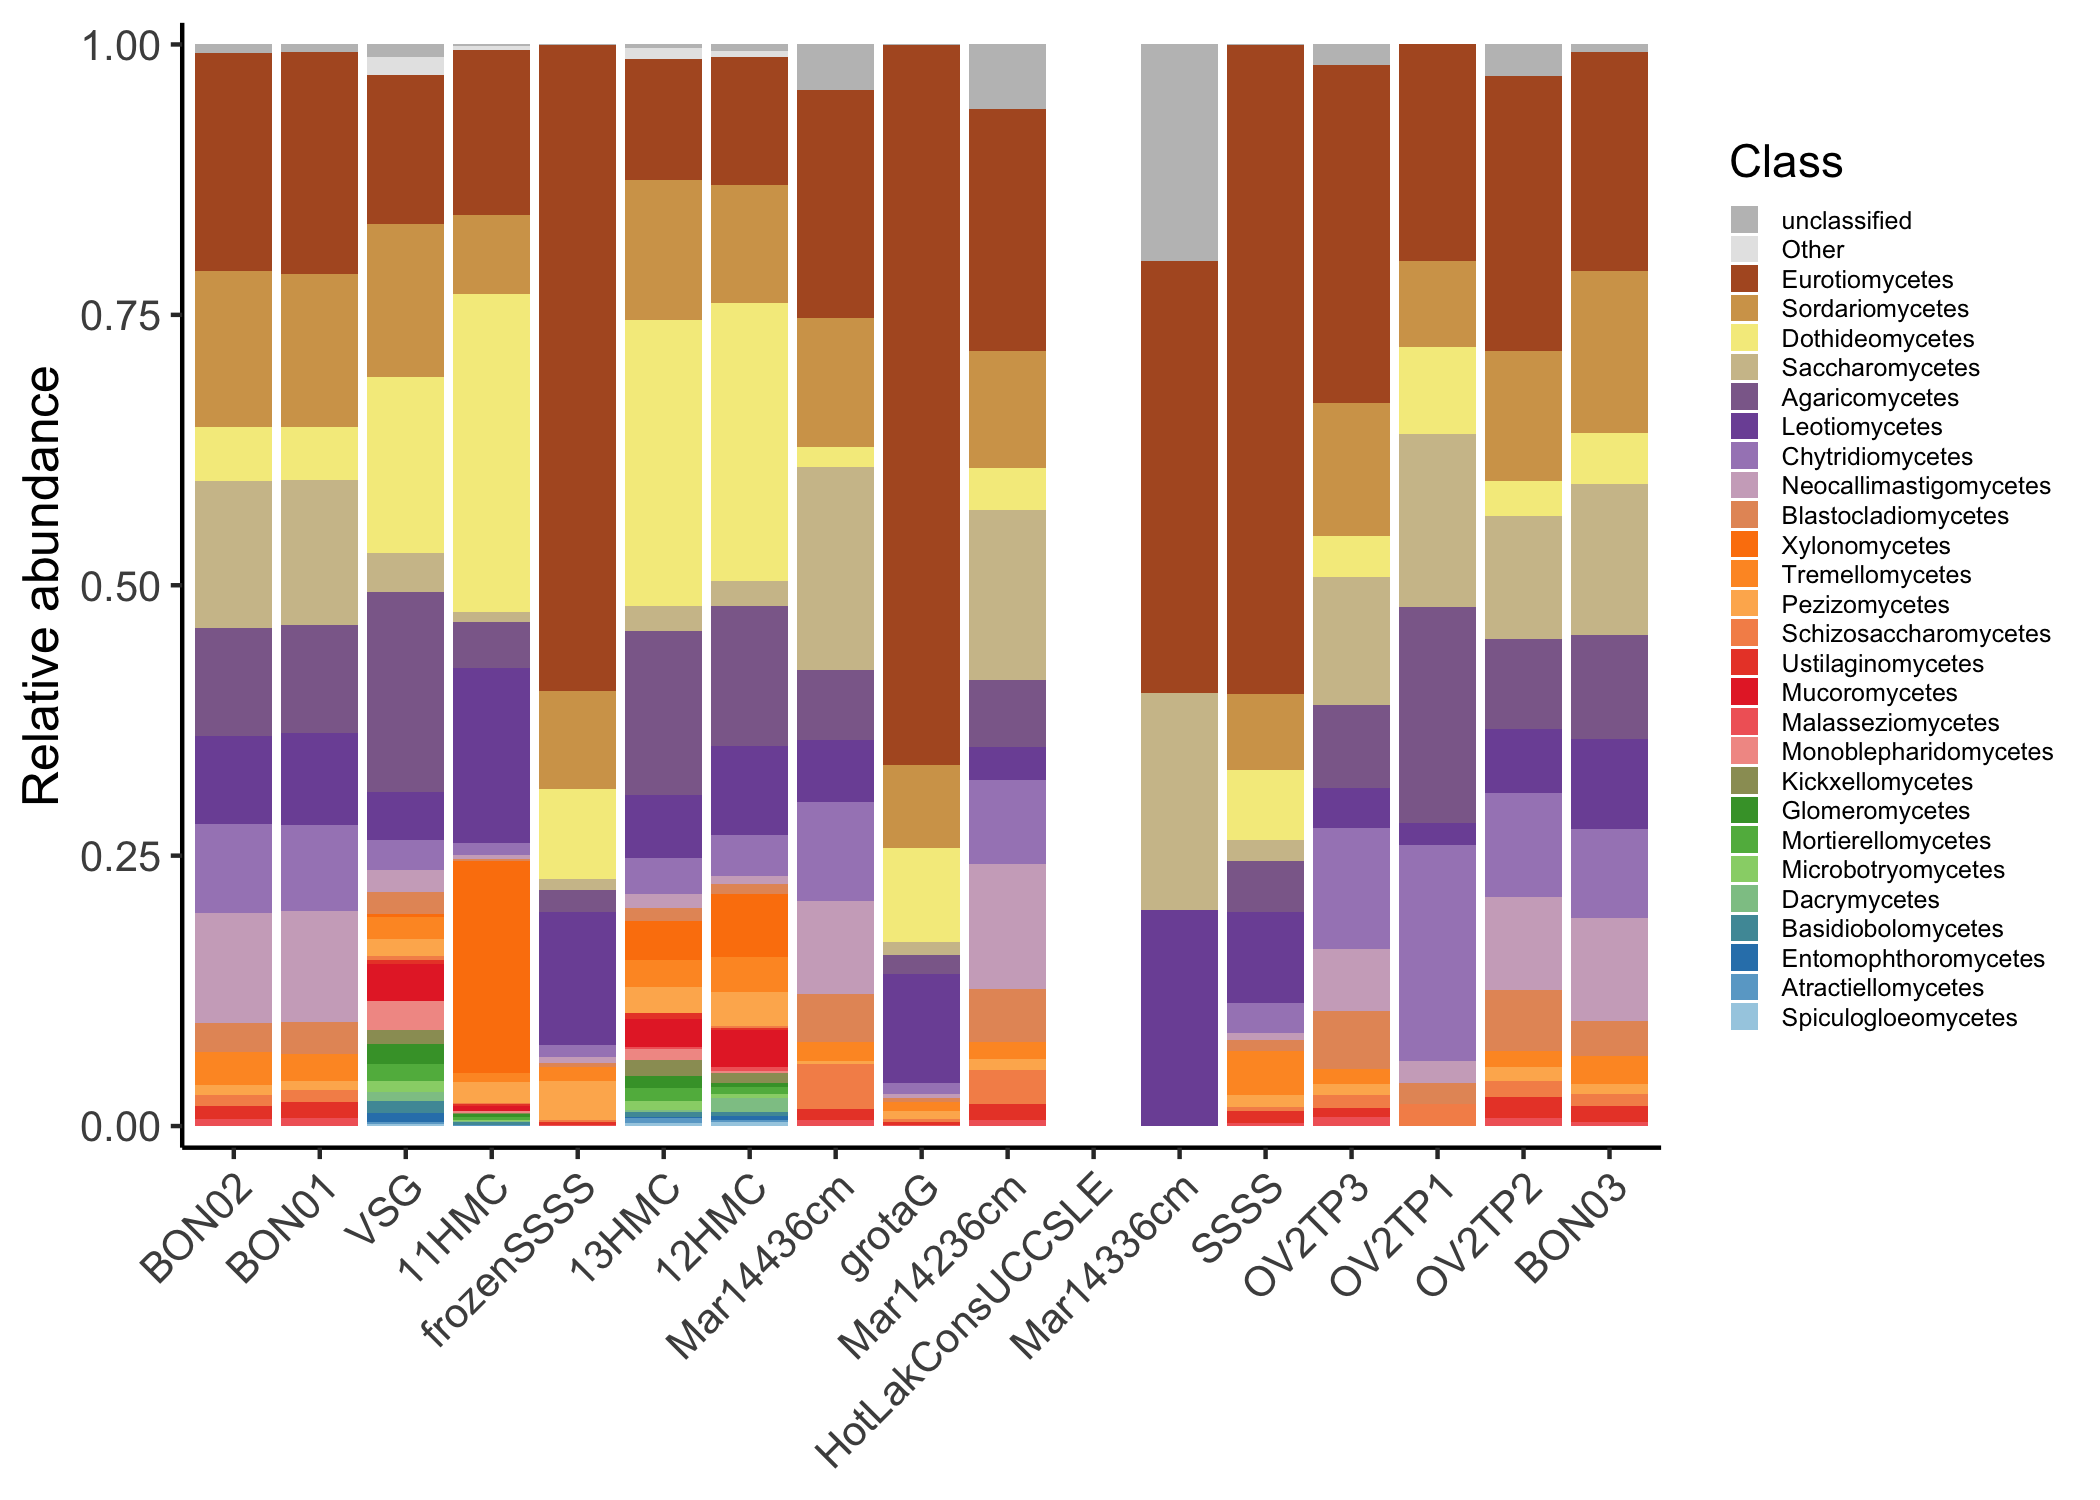 Relative abundance
1.00
0.75
0.50
0.25
0.00
BON02
BON01
VSG
11HMC
frozenSSSS
13HMC
12HMC
Mar14436cm
grotaG
Mar14236cm
HotLakConsUCCSLE
Mar14336cm
SSSS
OV2TP3
OV2TP1
OV2TP2
BON03
Class
unclassified
Other
Eurotiomycetes
Sordariomycetes
Dothideomycetes
Saccharomycetes
Agaricomycetes
Leotiomycetes
Chytridiomycetes
Neocallimastigomycetes
Blastocladiomycetes
Xylonomycetes
Tremellomycetes
Pezizomycetes
Schizosaccharomycetes
Ustilaginomycetes
Mucoromycetes
Malasseziomycetes
Monoblepharidomycetes
Kickxellomycetes
Glomeromycetes
Mortierellomycetes
Microbotryomycetes
Dacrymycetes
Basidiobolomycetes
Entomophthoromycetes
Atractiellomycetes
Spiculogloeomycetes